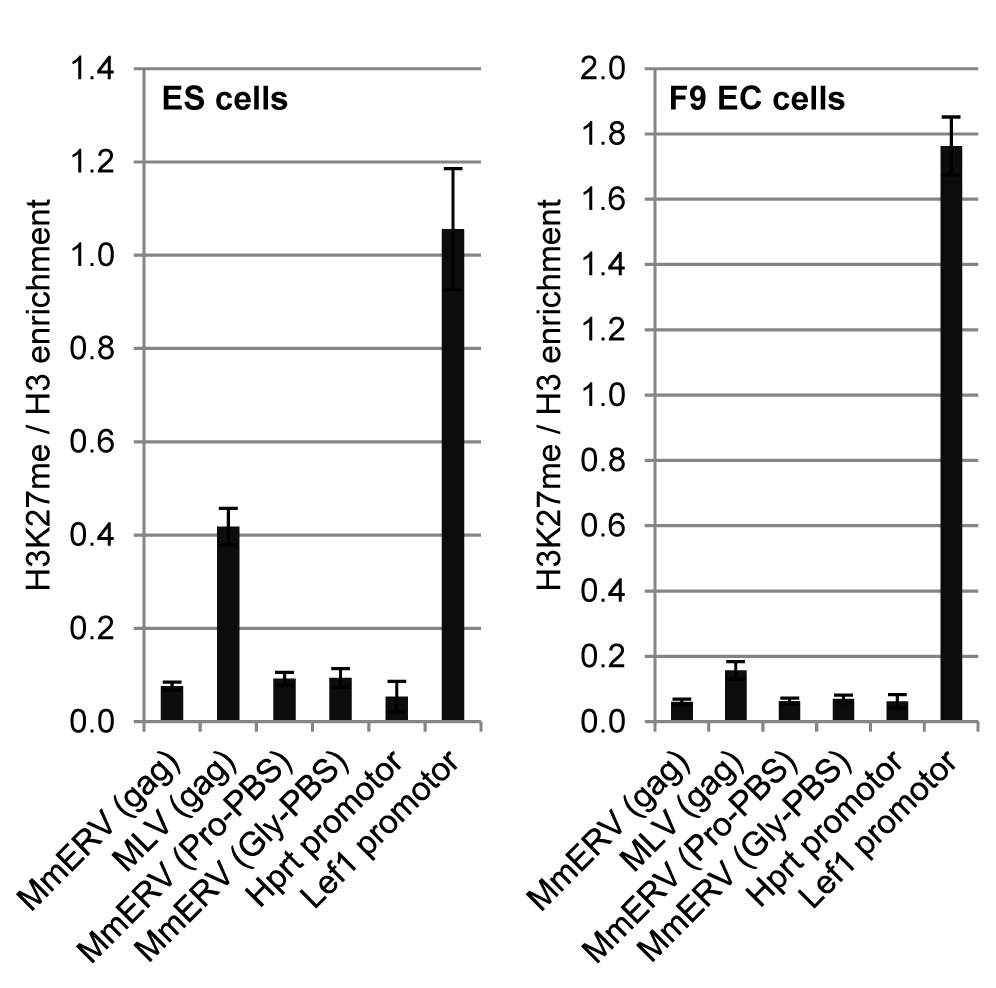 ES cells
H3K27me / H3 enrichment
1.4
1.2
1.0
0.8
0.6
0.4
0.2
0.0
MmERV (gag)
MLV (gag)
MmERV (Pro-PBS)
MmERV (Gly-PBS)
Hprt promotor
Lef1 promotor
F9 EC cells
H3K27me / H3 enrichment
2.0
1.8
1.6
1.4
1.2
1.0
0.8
0.6
0.4
0.2
0.0
MmERV (gag)
MLV (gag)
MmERV (Pro-PBS)
MmERV (Gly-PBS)
Hprt promotor
Lef1 promotor